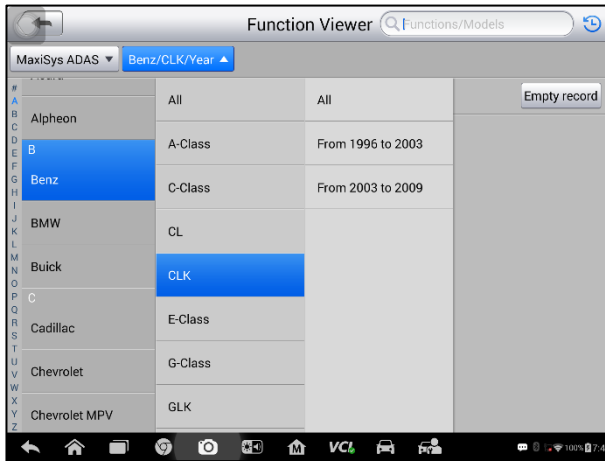 Function Viewer
Functions/Models
MaxiSys ADAS ▼
Benz/CLK/Year ▲
#
A
B
C
D
E
F
G
H
I
J
K
L
M
N
O
P
Q
R
S
T
U
V
W
X
Y
Z
Alpheon
B
Benz
BMW
Buick
C
Cadillac
Chevrolet
Chevrolet MPV
All
A-Class
C-Class
CL
CLK
E-Class
G-Class
GLK
All
From 1996 to 2003
From 2003 to 2009
Empty record
M
VCI
100%